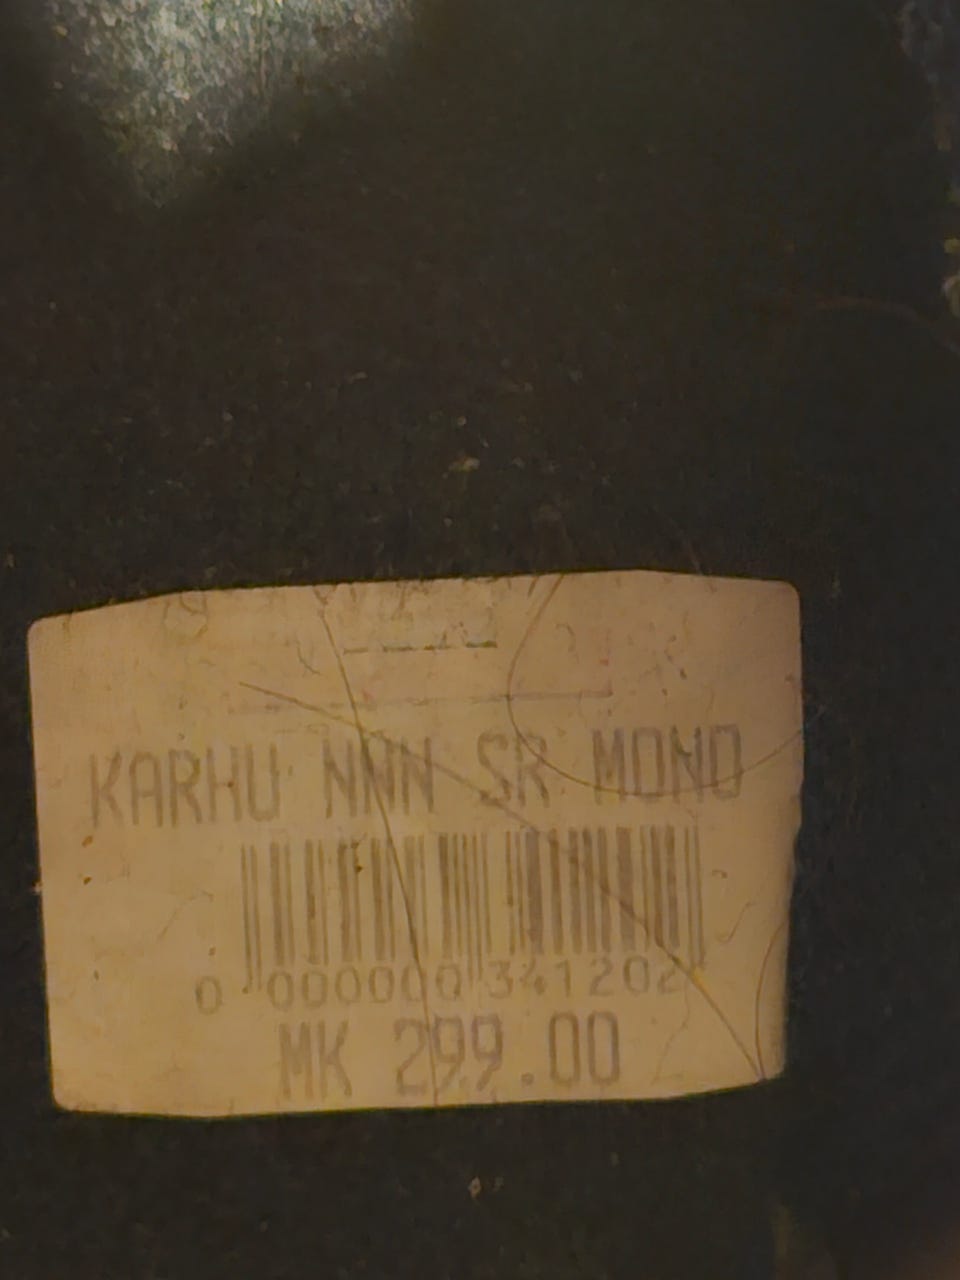 KARHU NNN SR MONO
0 000000 341202
MK 299.00